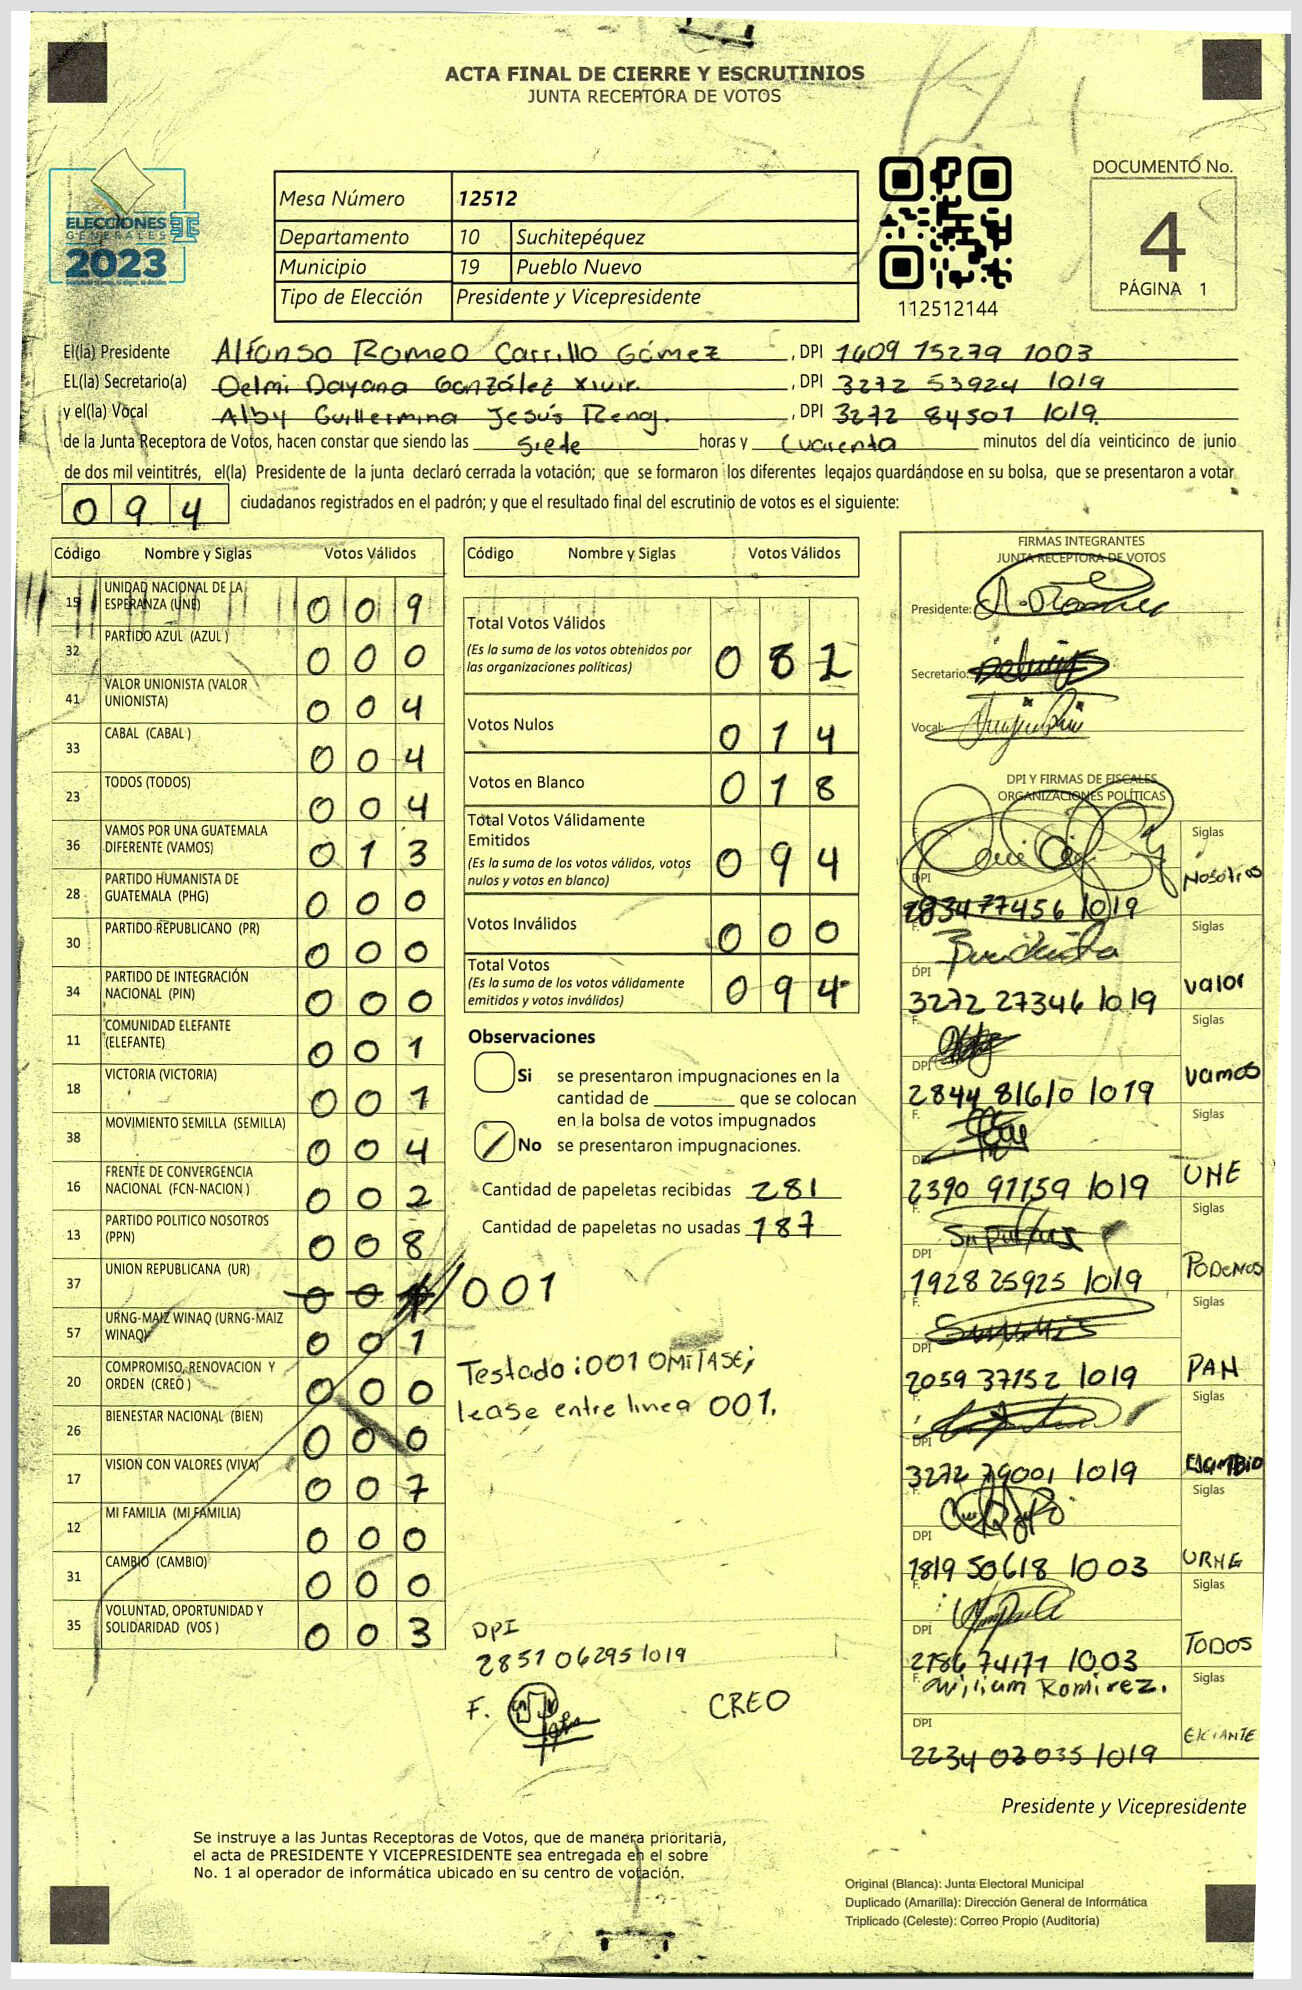 ACTA FINAL DE CIERRE Y ESCRUTINIOS
JUNTA RECEPTORA DE VOTOS
ELECCIONES
GENERALES
2023
Mesa Número 12512
Departamento 10 Suchitepéquez
Municipio 19 Pueblo Nuevo
Tipo de Elección Presidente y Vicepresidente
112512144
DOCUMENTO No.
4
PÁGINA 1
El(la) Presidente Alfonso Romeo Carrillo Gómez, DPI 1609 15279 1003
EL(la) Secretario(a) Delmi Dayana González Xivir., DPI 3272 53924 1019
y el(la) Vocal Alby Guillermina Jesús Reng., DPI 3272 84507 1019.
de la Junta Receptora de Votos, hacen constar que siendo las siete horas y cuarenta minutos del día veinticinco de junio
de dos mil veintitrés, el(la) Presidente de la junta declaró cerrada la votación; que se formaron los diferentes legajos guardándose en su bolsa, que se presentaron a votar
094 ciudadanos registrados en el padrón; y que el resultado final del escrutinio de votos es el siguiente:
Código Nombre y Siglas Votos Válidos
15 UNIDAD NACIONAL DE LA ESPERANZA (UNE) 0 0 9
32 PARTIDO AZUL (AZUL ) 0 0 0
41 VALOR UNIONISTA (VALOR UNIONISTA) 0 0 4
33 CABAL (CABAL ) 0 0 4
23 TODOS (TODOS) 0 0 4
36 VAMOS POR UNA GUATEMALA DIFERENTE (VAMOS) 0 1 3
28 PARTIDO HUMANISTA DE GUATEMALA (PHG) 0 0 0
30 PARTIDO REPUBLICANO (PR) 0 0 0
34 PARTIDO DE INTEGRACIÓN NACIONAL (PIN) 0 0 0
11 COMUNIDAD ELEFANTE (ELEFANTE) 0 0 1
18 VICTORIA (VICTORIA) 0 0 1
38 MOVIMIENTO SEMILLA (SEMILLA) 0 0 4
16 FRENTE DE CONVERGENCIA NACIONAL (FCN-NACION ) 0 0 2
13 PARTIDO POLITICO NOSOTROS (PPN) 0 0 8
37 UNION REPUBLICANA (UR) 0 0 1 001
57 URNG-MAIZ WINAQ (URNG-MAIZ WINAQ) 0 0 1
20 COMPROMISO, RENOVACION Y ORDEN (CREO ) 0 0 0
26 BIENESTAR NACIONAL (BIEN) 0 0 0
17 VISION CON VALORES (VIVA) 0 0 7
12 MI FAMILIA (MI FAMILIA) 0 0 0
31 CAMBIO (CAMBIO) 0 0 0
35 VOLUNTAD, OPORTUNIDAD Y SOLIDARIDAD (VOS ) 0 0 3
Código Nombre y Siglas Votos Válidos
Total Votos Válidos
(Es la suma de los votos obtenidos por
las organizaciones políticas) 0 2
Votos Nulos 0 1 4
Votos en Blanco 0 1 8
Total Votos Válidamente
Emitidos
(Es la suma de los votos válidos, votos
nulos y votos en blanco) 0 9 4
Votos Inválidos 0 0 0
Total Votos
(Es la suma de los votos válidamente
emitidos y votos inválidos) 0 9 4
Observaciones
Si se presentaron impugnaciones en la
cantidad de ________ que se colocan
en la bolsa de votos impugnados
No se presentaron impugnaciones.
Cantidad de papeletas recibidas 281
Cantidad de papeletas no usadas 187
Testado: 001 OMITASE;
lease entre linea 001.
DPI
2857 06295 1019
F. CREO
FIRMAS INTEGRANTES
JUNTA RECEPTORA DE VOTOS
Presidente:
Secretario:
Vocal:
DPI Y FIRMAS DE FISCALES
ORGANIZACIONES POLÍTICAS
F. Siglas
DPI Nosotros
2834 77456 1019
F. Siglas
DPI valor
3272 27346 1019
F. Siglas
DPI vamos
2844 81610 1019
F. Siglas
DPI UNE
2390 97759 1019
F. Siglas
DPI PODEMOS
1928 25925 1019
F. Siglas
DPI PAN
2059 37152 1019
F. Siglas
DPI
3272 79001 1019
F. Siglas
DPI URNG
1819 50618 1003
F. Siglas
DPI TODOS
2786 74177 1003
F. William Romirez. Siglas
DPI
2234 03035 1019
Presidente y Vicepresidente
Se instruye a las Juntas Receptoras de Votos, que de manera prioritaria,
el acta de PRESIDENTE Y VICEPRESIDENTE sea entregada en el sobre
No. 1 al operador de informática ubicado en su centro de votación.
Original (Blanca): Junta Electoral Municipal
Duplicado (Amarilla): Dirección General de Informática
Triplicado (Celeste): Correo Propio (Auditoría)